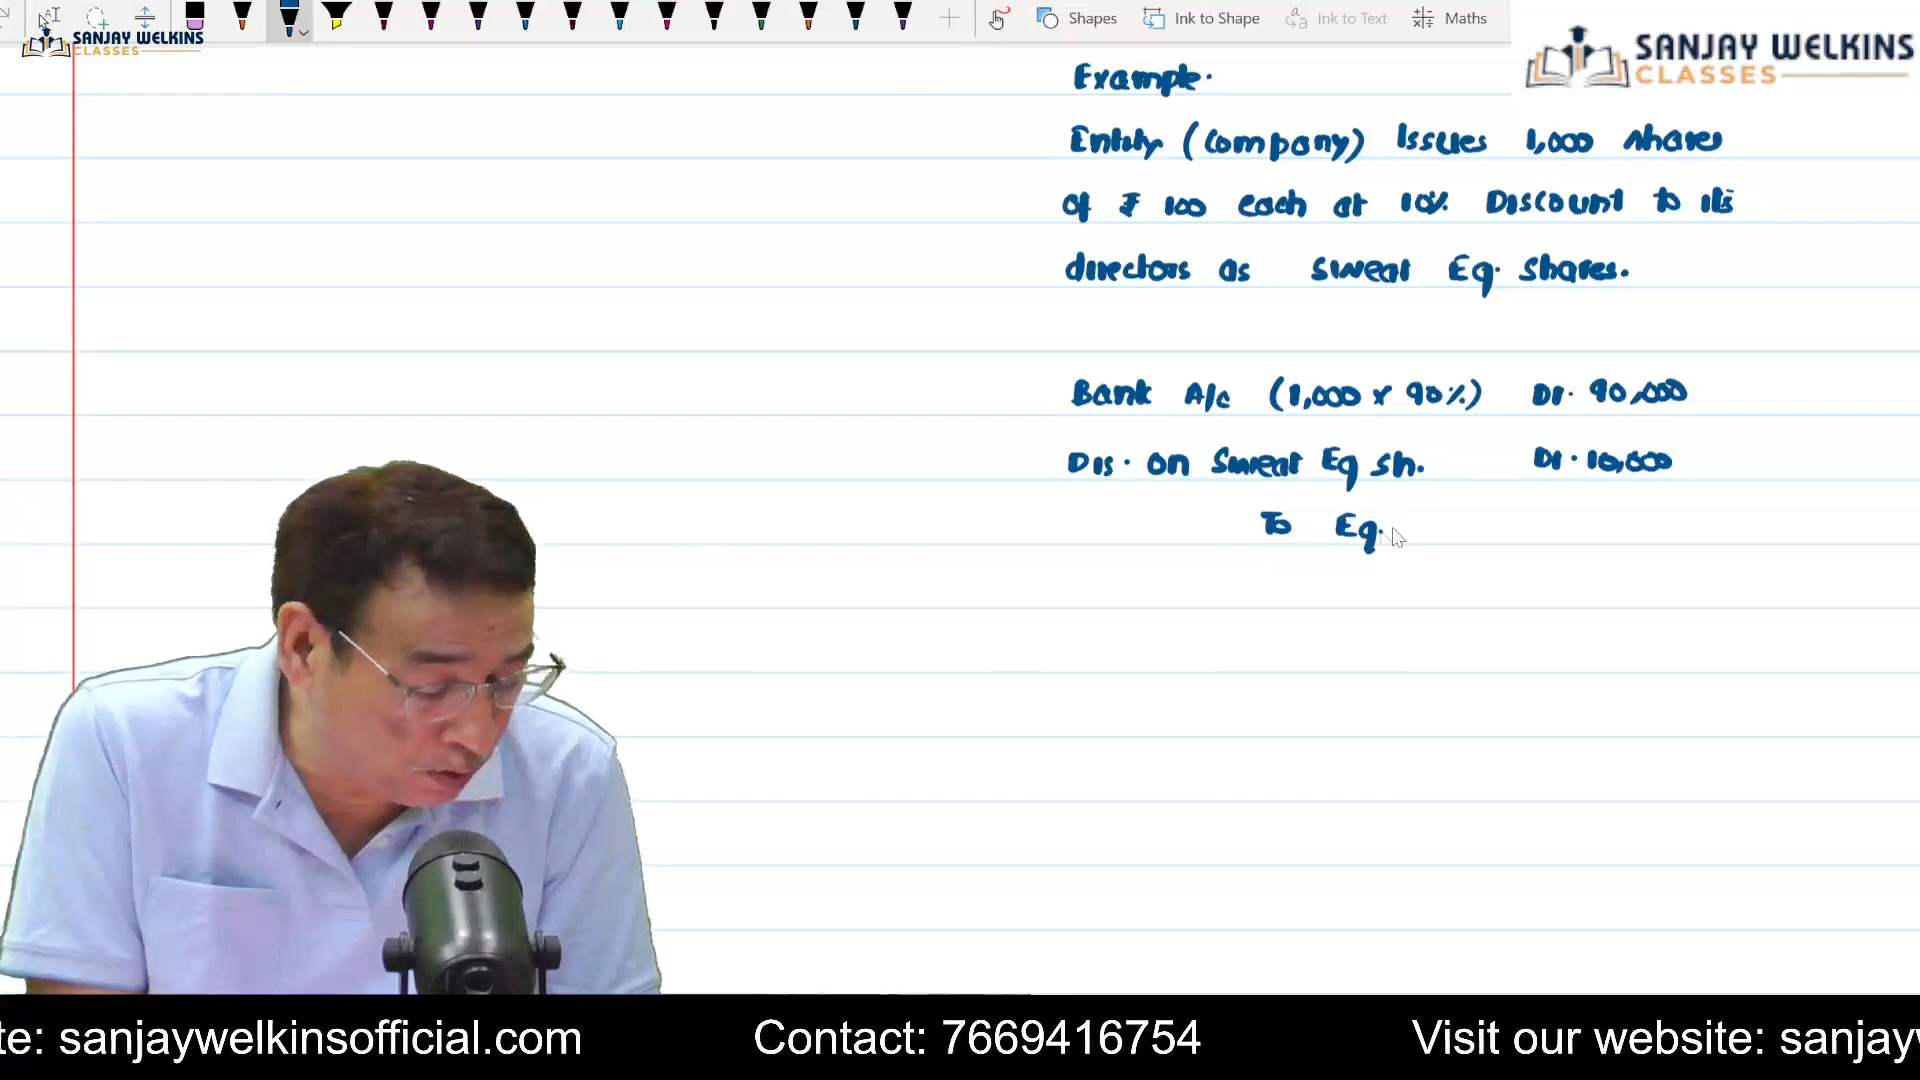 Shapes
Ink to Shape
Ink to Text
Maths
SANJAY WELKINS
CLASSES
SANJAY WELKINS
CLASSES
Example.
Entity (Company) Issues 1,000 shares
of ₹ 100 each at 10% Discount to its
directors as Sweat Eq. shares.
Bank A/c (1,000 x 90%) Dr. 90,000
Dis. on Sweat Eq sh. Dr. 10,000
To Eq.
te: sanjaywelkinsofficial.com Contact: 7669416754 Visit our website: sanjayw